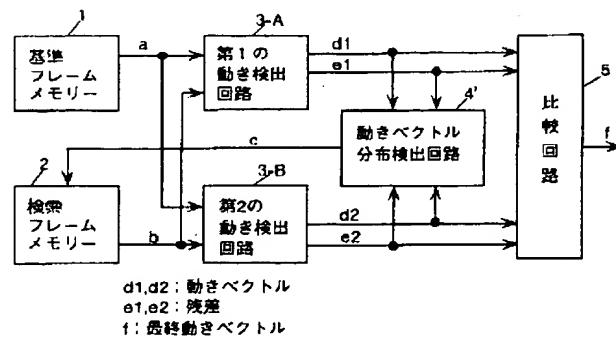 1
基準
フレーム
メモリー
a
3-A
第1の
動き検出
回路
d1
e1
4'
動きベクトル
分布検出回路
c
5
比較回路
f
2
検索
フレーム
メモリー
b
3-B
第2の
動き検出
回路
d2
e2
d1,d2:動きベクトル
e1,e2:残差
f:最終動きベクトル